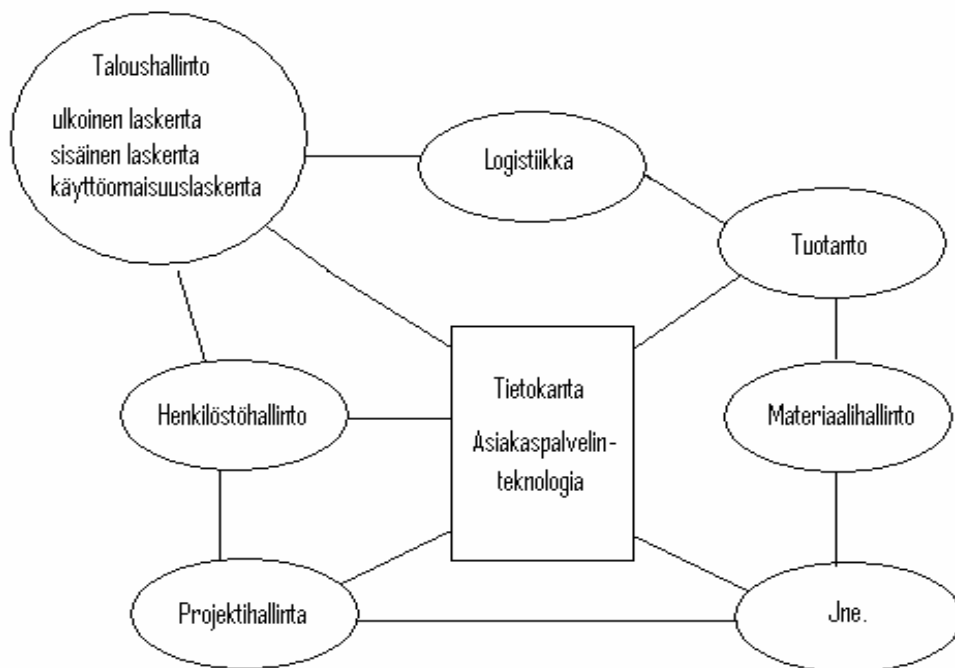 Taloushallinto
ulkoinen laskenta
sisäinen laskenta
käyttöomaisuuslaskenta
Logistiikka
Tuotanto
Tietokanta
Asiakaspalvelin-
teknologia
Henkilöstöhallinto
Materiaalihallinto
Projektihallinta
Jne.